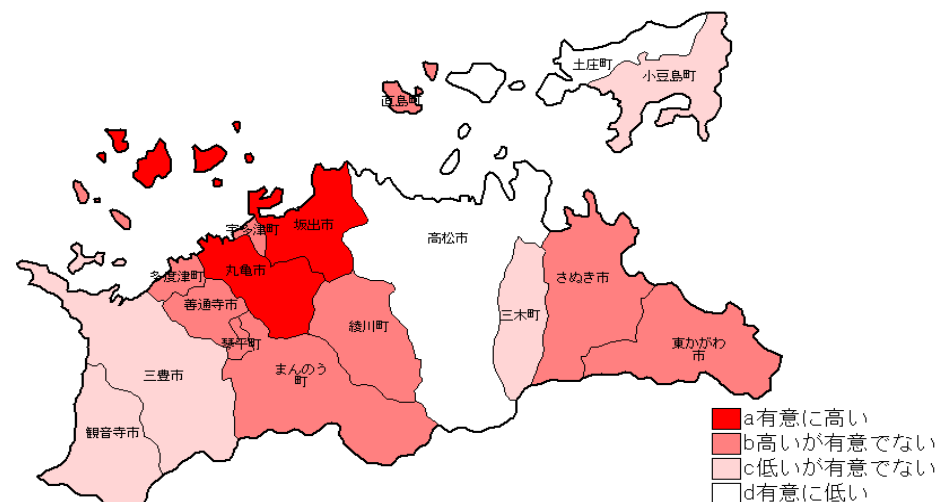 土庄町
小豆島町
直島町
宇多津町
坂出市
高松市
多度津町
丸亀市
さぬき市
善通寺市
綾川町
三木町
琴平町
東かがわ
市
三豊市
まんのう
町
観音寺市
a有意に高い
b高いが有意でない
c低いが有意でない
d有意に低い